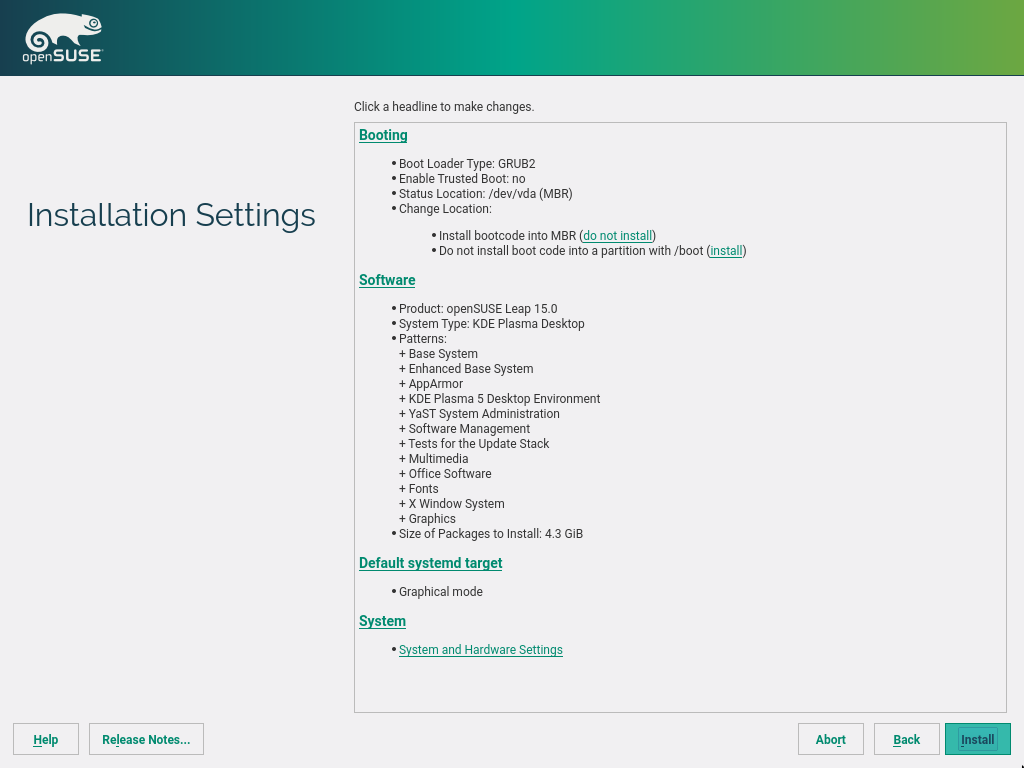 openSUSE
Click a headline to make changes.
Installation Settings
Booting
• Boot Loader Type: GRUB2
• Enable Trusted Boot: no
• Status Location: /dev/vda (MBR)
• Change Location:
• Install bootcode into MBR (do not install)
• Do not install boot code into a partition with /boot (install)
Software
• Product: openSUSE Leap 15.0
• System Type: KDE Plasma Desktop
• Patterns:
+ Base System
+ Enhanced Base System
+ AppArmor
+ KDE Plasma 5 Desktop Environment
+ YaST System Administration
+ Software Management
+ Tests for the Update Stack
+ Multimedia
+ Office Software
+ Fonts
+ X Window System
+ Graphics
• Size of Packages to Install: 4.3 GiB
Default systemd target
• Graphical mode
System
• System and Hardware Settings
Help Release Notes... Abort Back Install